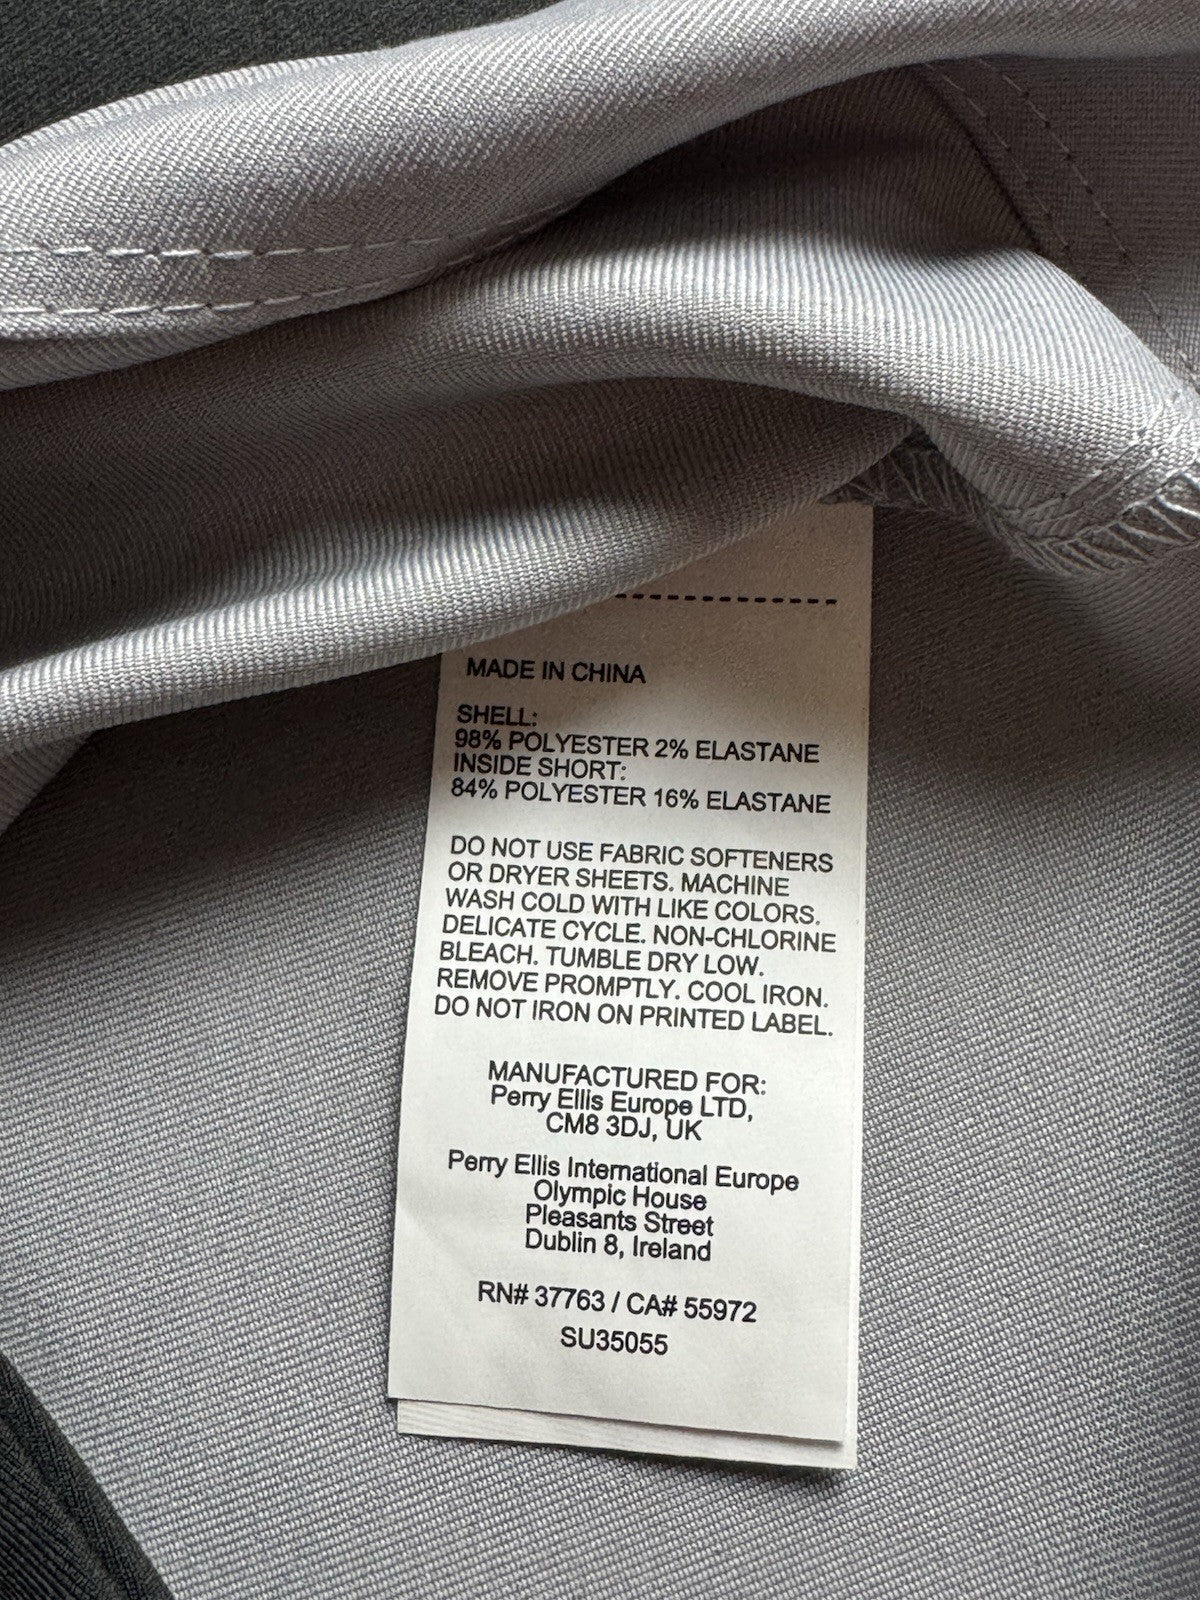 MADE IN CHINA
SHELL:
98% POLYESTER 2% ELASTANE
INSIDE SHORT:
84% POLYESTER 16% ELASTANE
DO NOT USE FABRIC SOFTENERS
OR DRYER SHEETS. MACHINE
WASH COLD WITH LIKE COLORS.
DELICATE CYCLE. NON-CHLORINE
BLEACH. TUMBLE DRY LOW.
REMOVE PROMPTLY. COOL IRON.
DO NOT IRON ON PRINTED LABEL.
MANUFACTURED FOR:
Perry Ellis Europe LTD,
CM8 3DJ, UK
Perry Ellis International Europe
Olympic House
Pleasants Street
Dublin 8, Ireland
RN# 37763 / CA# 55972
SU35055